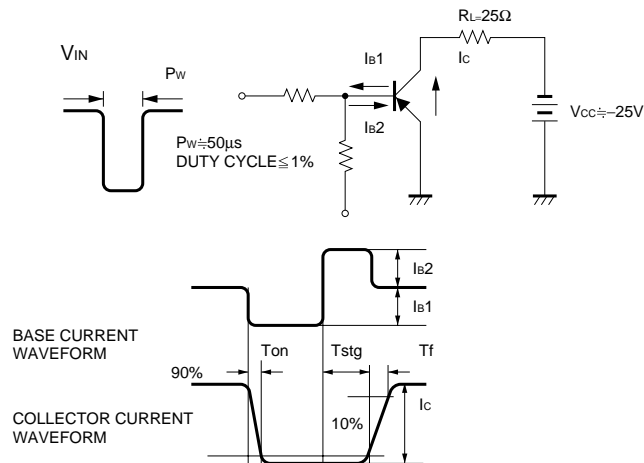 RL=25Ω
VIN
IB1
IC
PW
IB2
VCC≒−25V
PW≒50μs
DUTY CYCLE≦1%
IB2
IB1
BASE CURRENT
WAVEFORM
Ton
Tstg
Tf
90%
IC
COLLECTOR CURRENT
WAVEFORM
10%